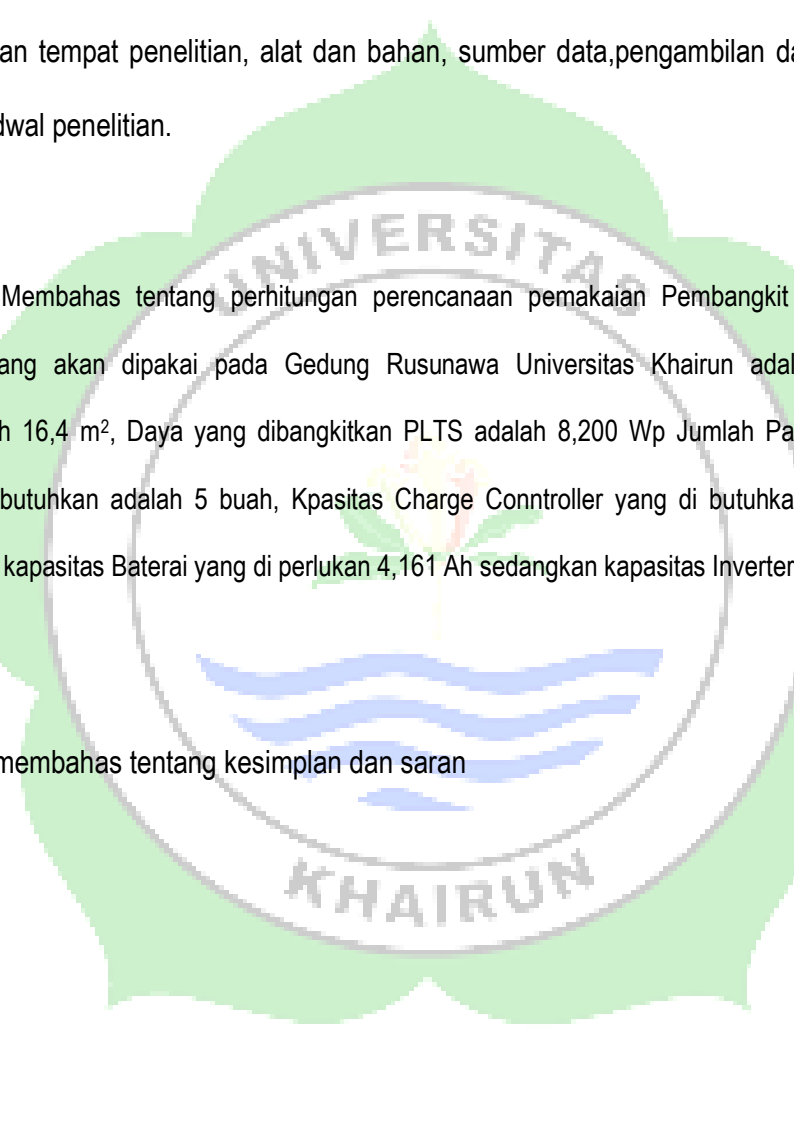 an tempat penelitian, alat dan bahan, sumber data,pengambilan da
dwal penelitian.
UNIVERSITAS
Membahas tentang perhitungan perencanaan pemakaian Pembangkit
ang akan dipakai pada Gedung Rusunawa Universitas Khairun adal
h 16,4 m², Daya yang dibangkitkan PLTS adalah 8,200 Wp Jumlah Pa
butuhkan adalah 5 buah, Kpasitas Charge Conntroller yang di butuhka
kapasitas Baterai yang di perlukan 4,161 Ah sedangkan kapasitas Inverter
membahas tentang kesimplan dan saran
KHAIRUN